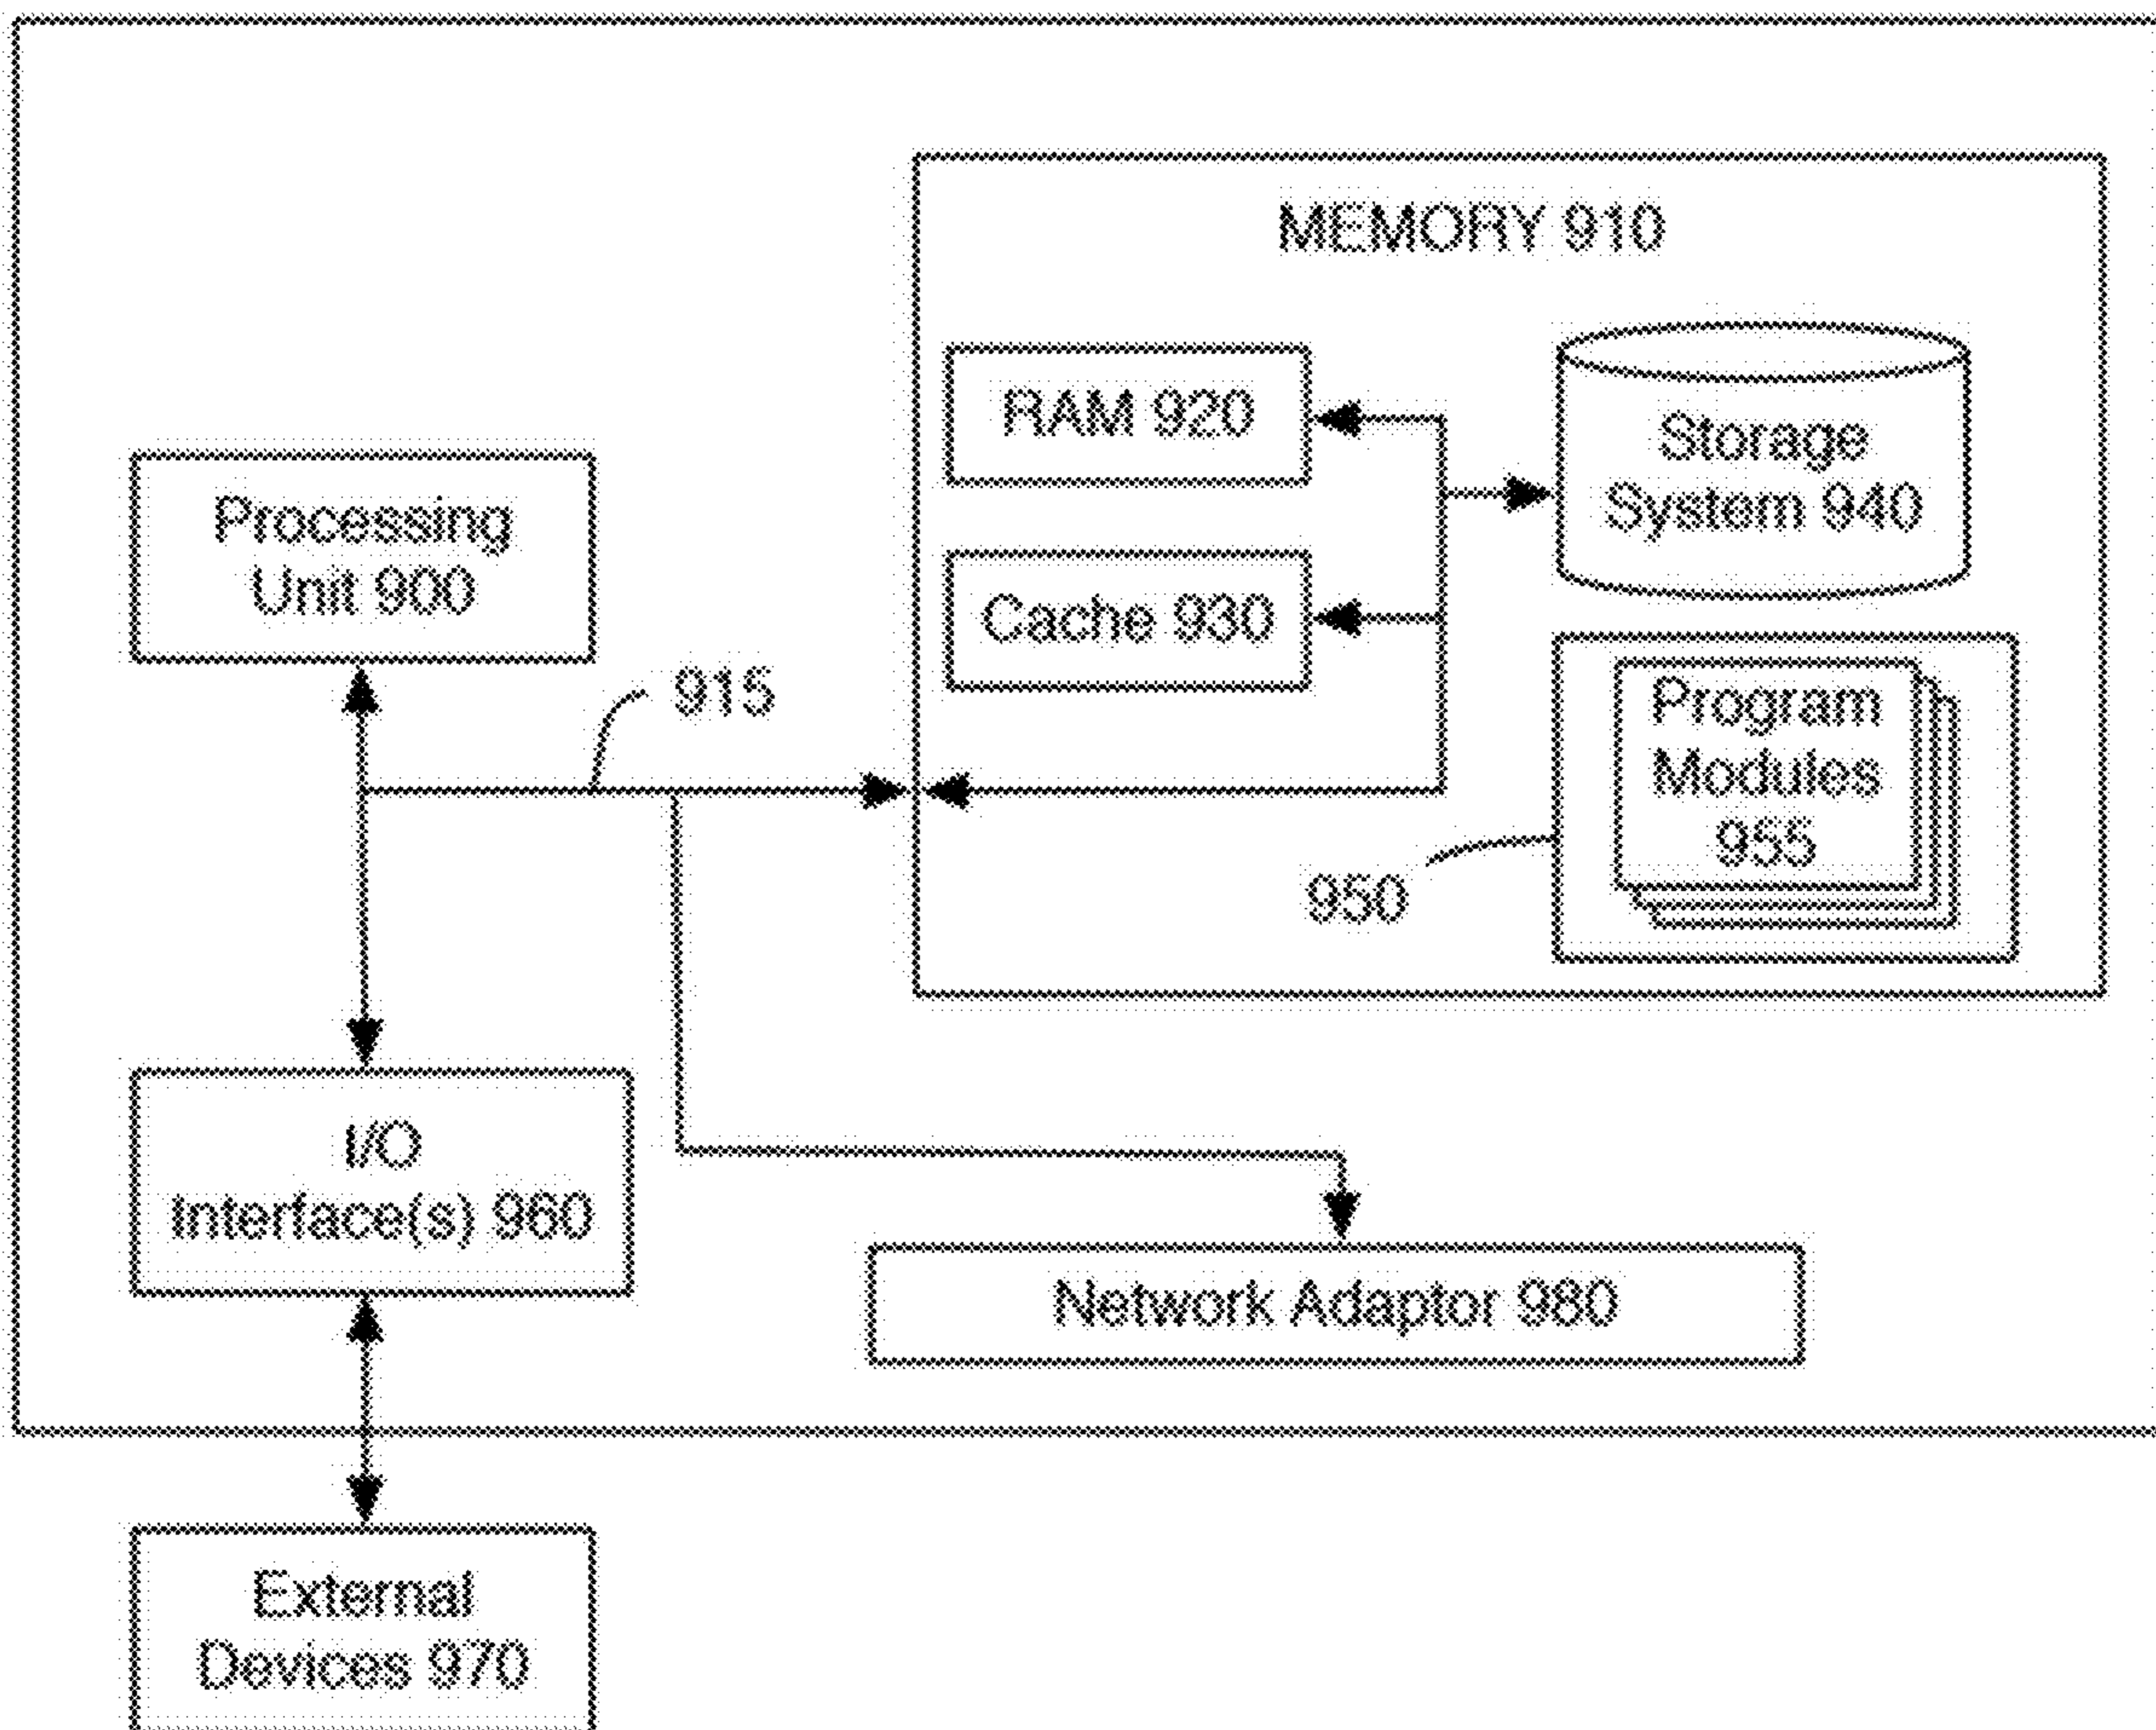 MEMORY 910
RAM 920
Storage
System 940
Processing
Unit 900
Cache 930
915
Program
Modules
955
950
I/O
Interface(s) 960
Network Adaptor 980
External
Devices 970